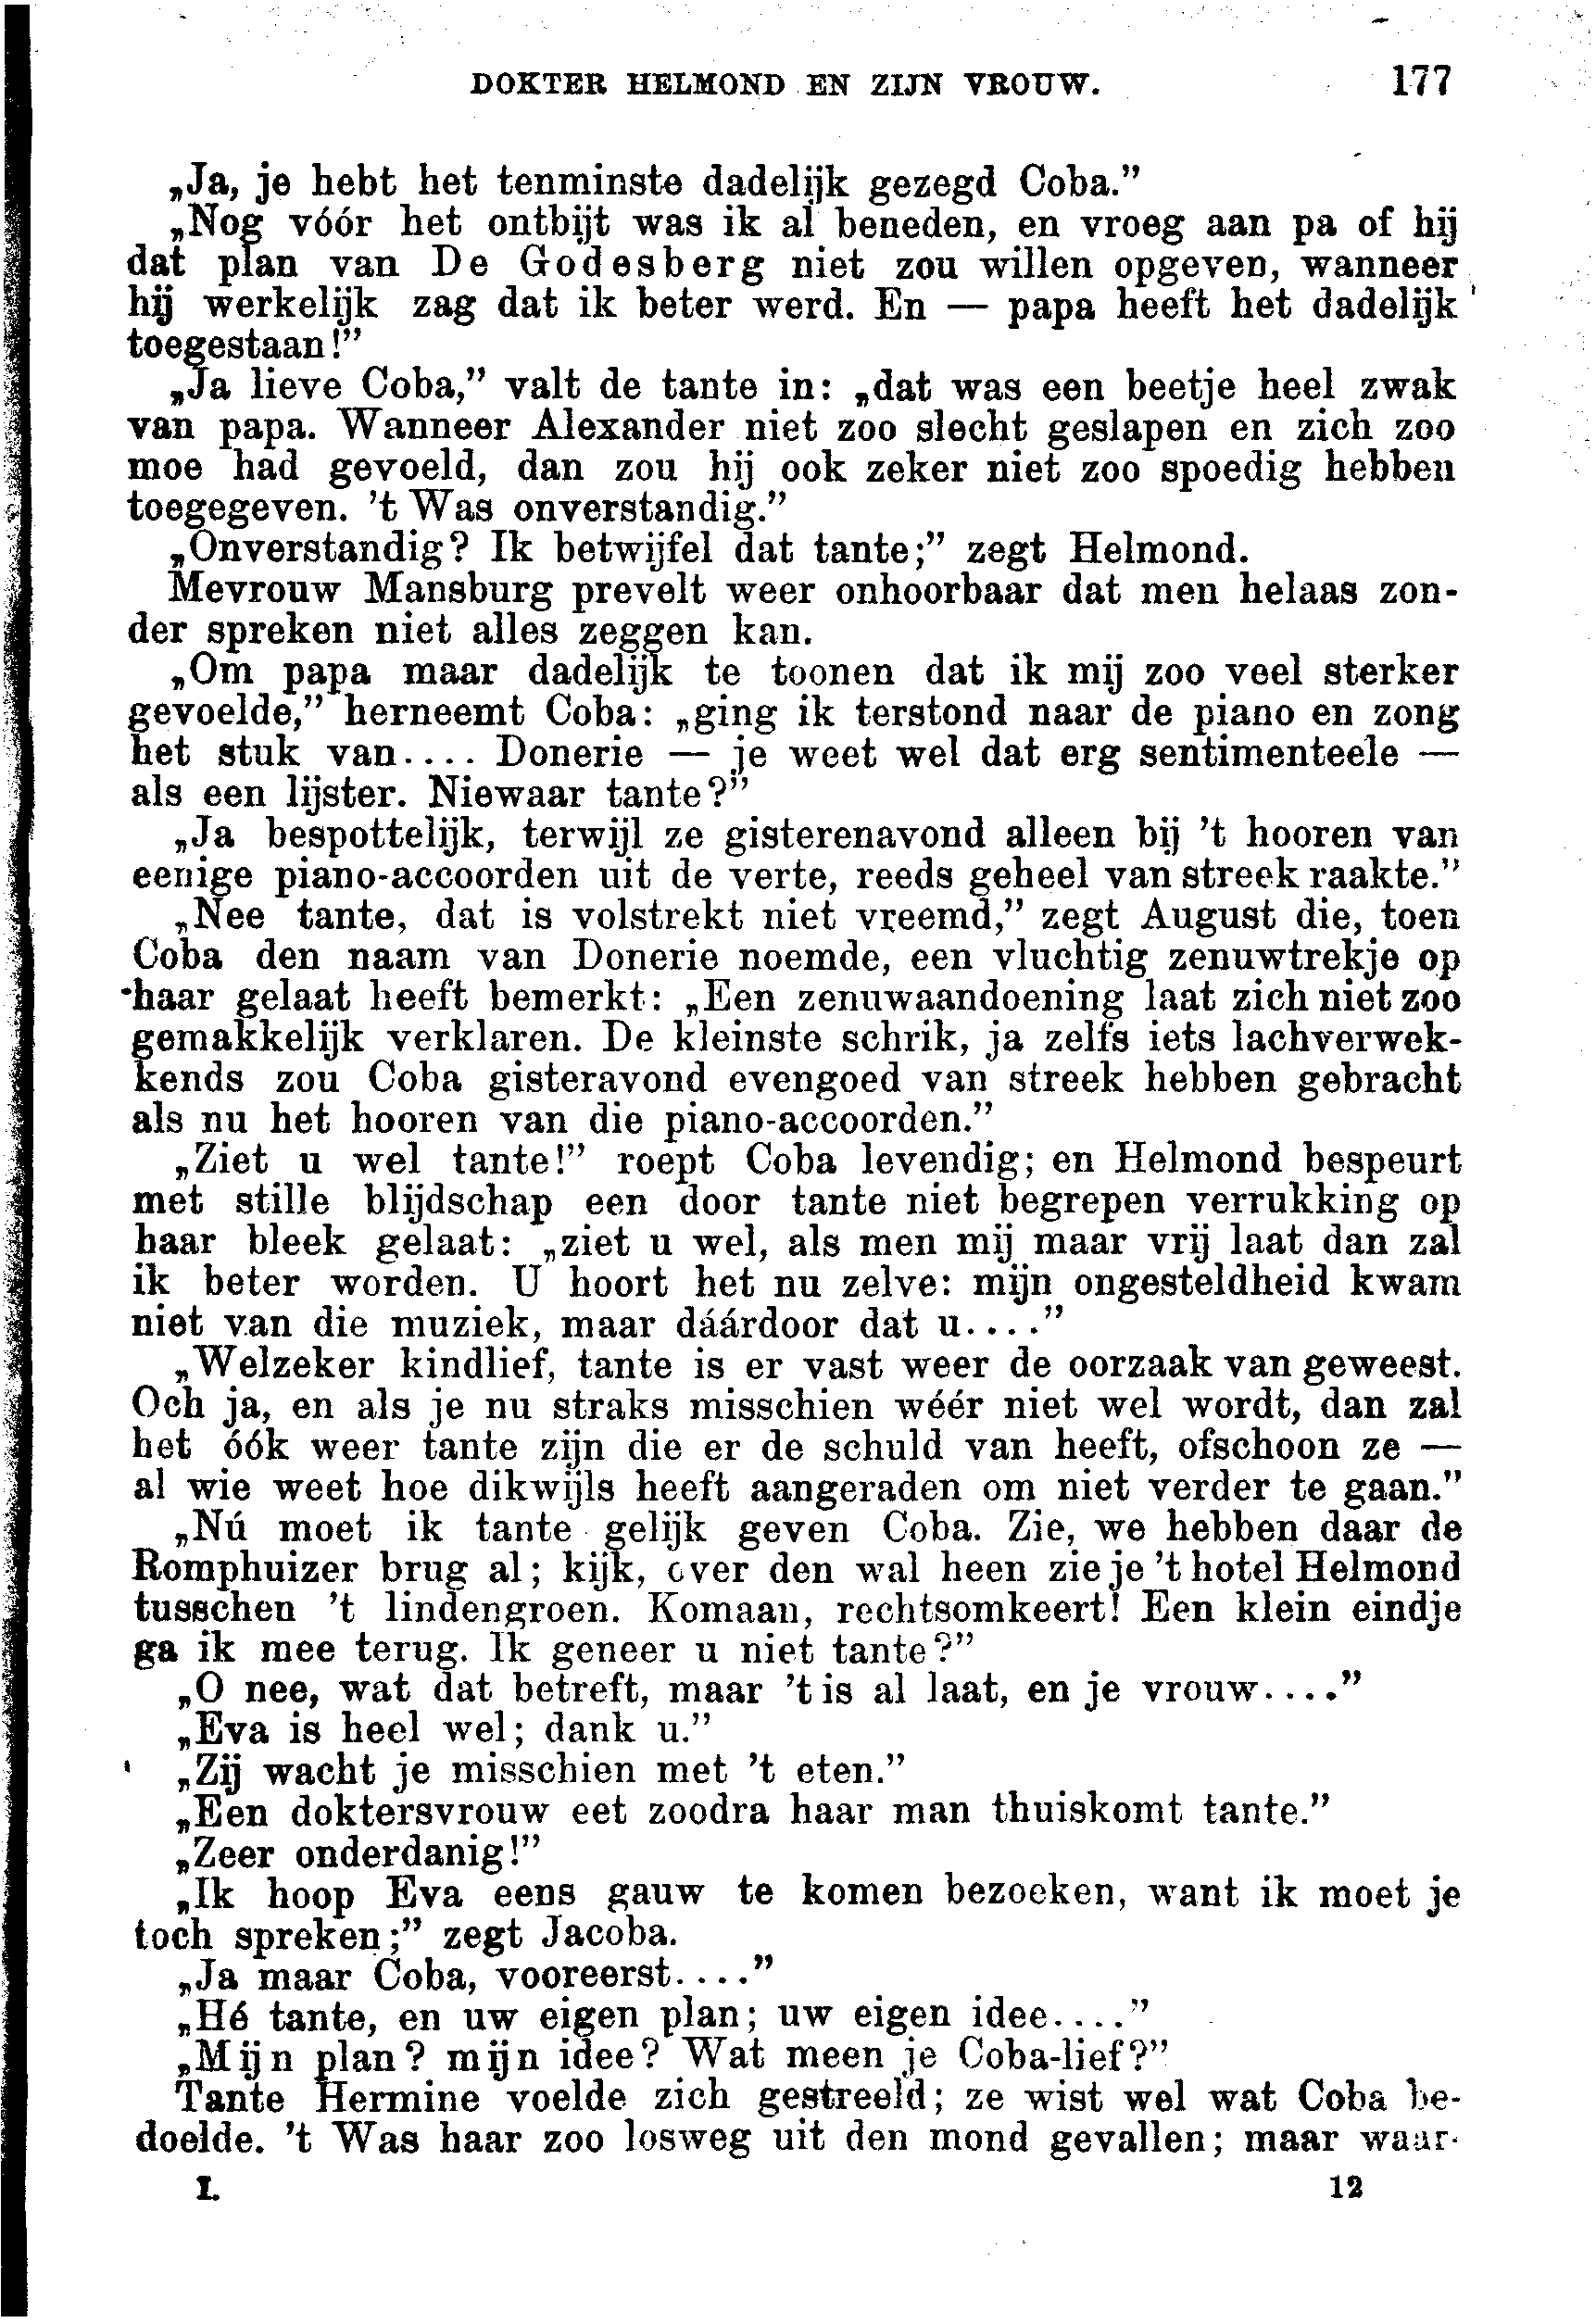 DOKTER HELMOND EN ZIJN VROUW. 177
„Ja, je hebt het tenminste dadelijk gezegd Coba.”
„Nog vóór het ontbijt was ik al beneden, en vroeg aan pa of hij
dat plan van De Godesberg niet zou willen opgeven, wanneer
hij werkelijk zag dat ik beter werd. En — papa heeft het dadelijk
toegestaan!”
„Ja lieve Coba,” valt de tante in: „dat was een beetje heel zwak
van papa. Wanneer Alexander niet zoo slecht geslapen en zich zoo
moe had gevoeld, dan zou hij ook zeker niet zoo spoedig hebben
toegegeven. 't Was onverstandig.”
„Onverstandig? Ik betwijfel dat tante;” zegt Helmond.
Mevrouw Mansburg prevelt weer onhoorbaar dat men helaas zon-
der spreken niet alles zeggen kan.
„Om papa maar dadelijk te toonen dat ik mij zoo veel sterker
gevoelde,” herneemt Coba: „ging ik terstond naar de piano en zong
het stuk van.... Donerie — je weet wel dat erg sentimenteele —
als een lijster. Niewaar tante?”
„Ja bespottelijk, terwijl ze gisterenavond alleen bij 't hooren van
eenige piano-accoorden uit de verte, reeds geheel van streek raakte.”
„Nee tante, dat is volstrekt niet vreemd,” zegt August die, toen
Coba den naam van Donerie noemde, een vluchtig zenuwtrekje op
haar gelaat heeft bemerkt: „Een zenuwaandoening laat zich niet zoo
gemakkelijk verklaren. De kleinste schrik, ja zelfs iets lachverwek-
kends zou Coba gisteravond evengoed van streek hebben gebracht
als nu het hooren van die piano-accoorden.”
„Ziet u wel tante!” roept Coba levendig; en Helmond bespeurt
met stille blijdschap een door tante niet begrepen verrukking op
haar bleek gelaat: „ziet u wel, als men mij maar vrij laat dan zal
ik beter worden. U hoort het nu zelve: mijn ongesteldheid kwam
niet van die muziek, maar dáárdoor dat u....”
„Welzeker kindlief, tante is er vast weer de oorzaak van geweest.
Och ja, en als je nu straks misschien wéér niet wel wordt, dan zal
het óók weer tante zijn die er de schuld van heeft, ofschoon ze —
al wie weet hoe dikwijls heeft aangeraden om niet verder te gaan.”
„Nú moet ik tante gelijk geven Coba. Zie, we hebben daar de
Romphuizer brug al; kijk, over den wal heen zie je 't hotel Helmond
tusschen 't lindengroen. Komaan, rechtsomkeert! Een klein eindje
ga ik mee terug. Ik geneer u niet tante?”
„O nee, wat dat betreft, maar 't is al laat, en je vrouw....”
„Eva is heel wel; dank u.”
„Zij wacht je misschien met 't eten.”
„Een doktersvrouw eet zoodra haar man thuiskomt tante.”
„Zeer onderdanig!”
„Ik hoop Eva eens gauw te komen bezoeken, want ik moet je
toch spreken;” zegt Jacoba.
„Ja maar Coba, vooreerst....”
„Hé tante, en uw eigen plan; uw eigen idee....”
„Mijn plan? mijn idee? Wat meen je Coba-lief?”
Tante Hermine voelde zich gestreeld; ze wist wel wat Coba be-
doelde. 't Was haar zoo losweg uit den mond gevallen; maar waar-
I. 12